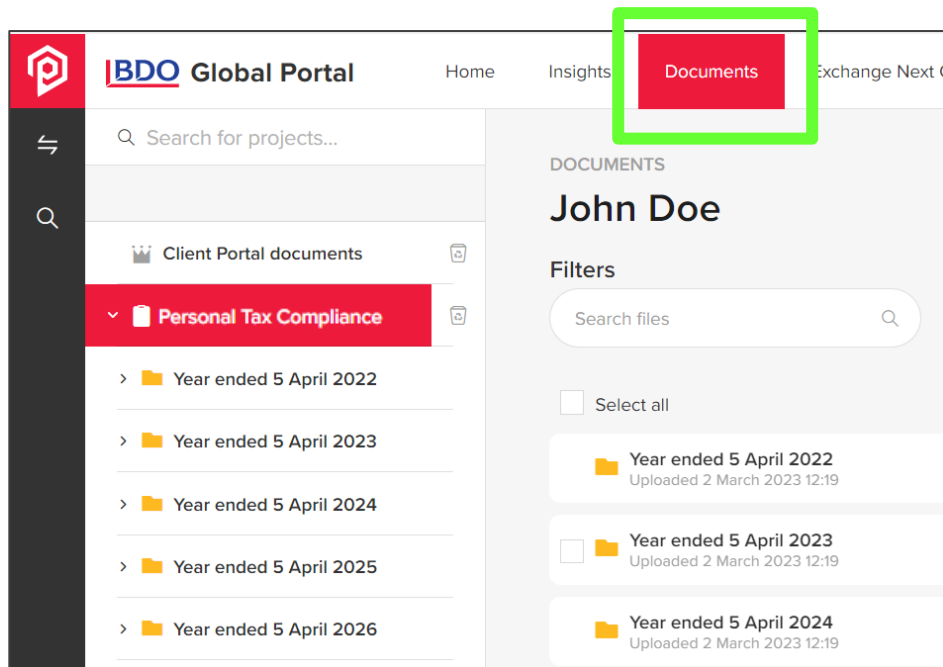 BDO Global Portal
Home Insights Documents Exchange Next
Search for projects...
Client Portal documents
Personal Tax Compliance
Year ended 5 April 2022
Year ended 5 April 2023
Year ended 5 April 2024
Year ended 5 April 2025
Year ended 5 April 2026
DOCUMENTS
John Doe
Filters
Search files
Select all
Year ended 5 April 2022
Uploaded 2 March 2023 12:19
Year ended 5 April 2023
Uploaded 2 March 2023 12:19
Year ended 5 April 2024
Uploaded 2 March 2023 12:19